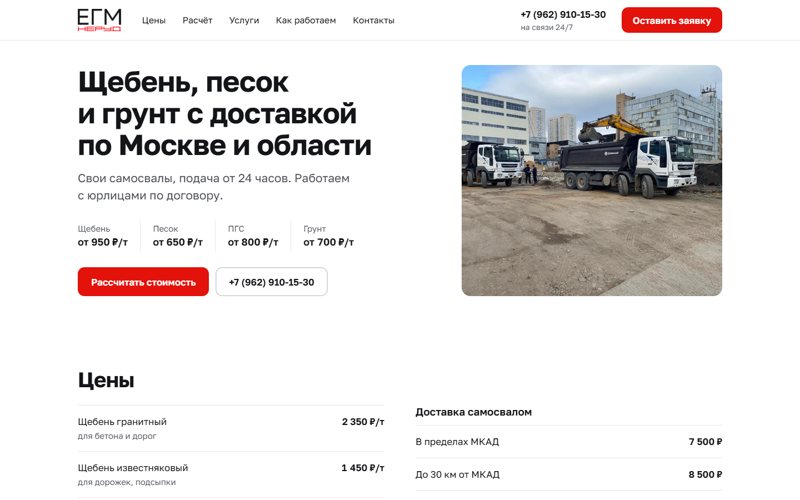 ЕГМ
НЕРУД
Цены
Расчёт
Услуги
Как работаем
Контакты
+7 (962) 910-15-30
на связи 24/7
Оставить заявку
Щебень, песок
и грунт с доставкой
по Москве и области
Свои самосвалы, подача от 24 часов. Работаем
с юрлицами по договору.
Щебень
от 950 ₽/т
Песок
от 650 ₽/т
ПГС
от 800 ₽/т
Грунт
от 700 ₽/т
Рассчитать стоимость
+7 (962) 910-15-30
Цены
Щебень гранитный
для бетона и дорог
2 350 ₽/т
Щебень известняковый
для дорожек, подсыпки
1 450 ₽/т
Доставка самосвалом
В пределах МКАД
7 500 ₽
До 30 км от МКАД
8 500 ₽